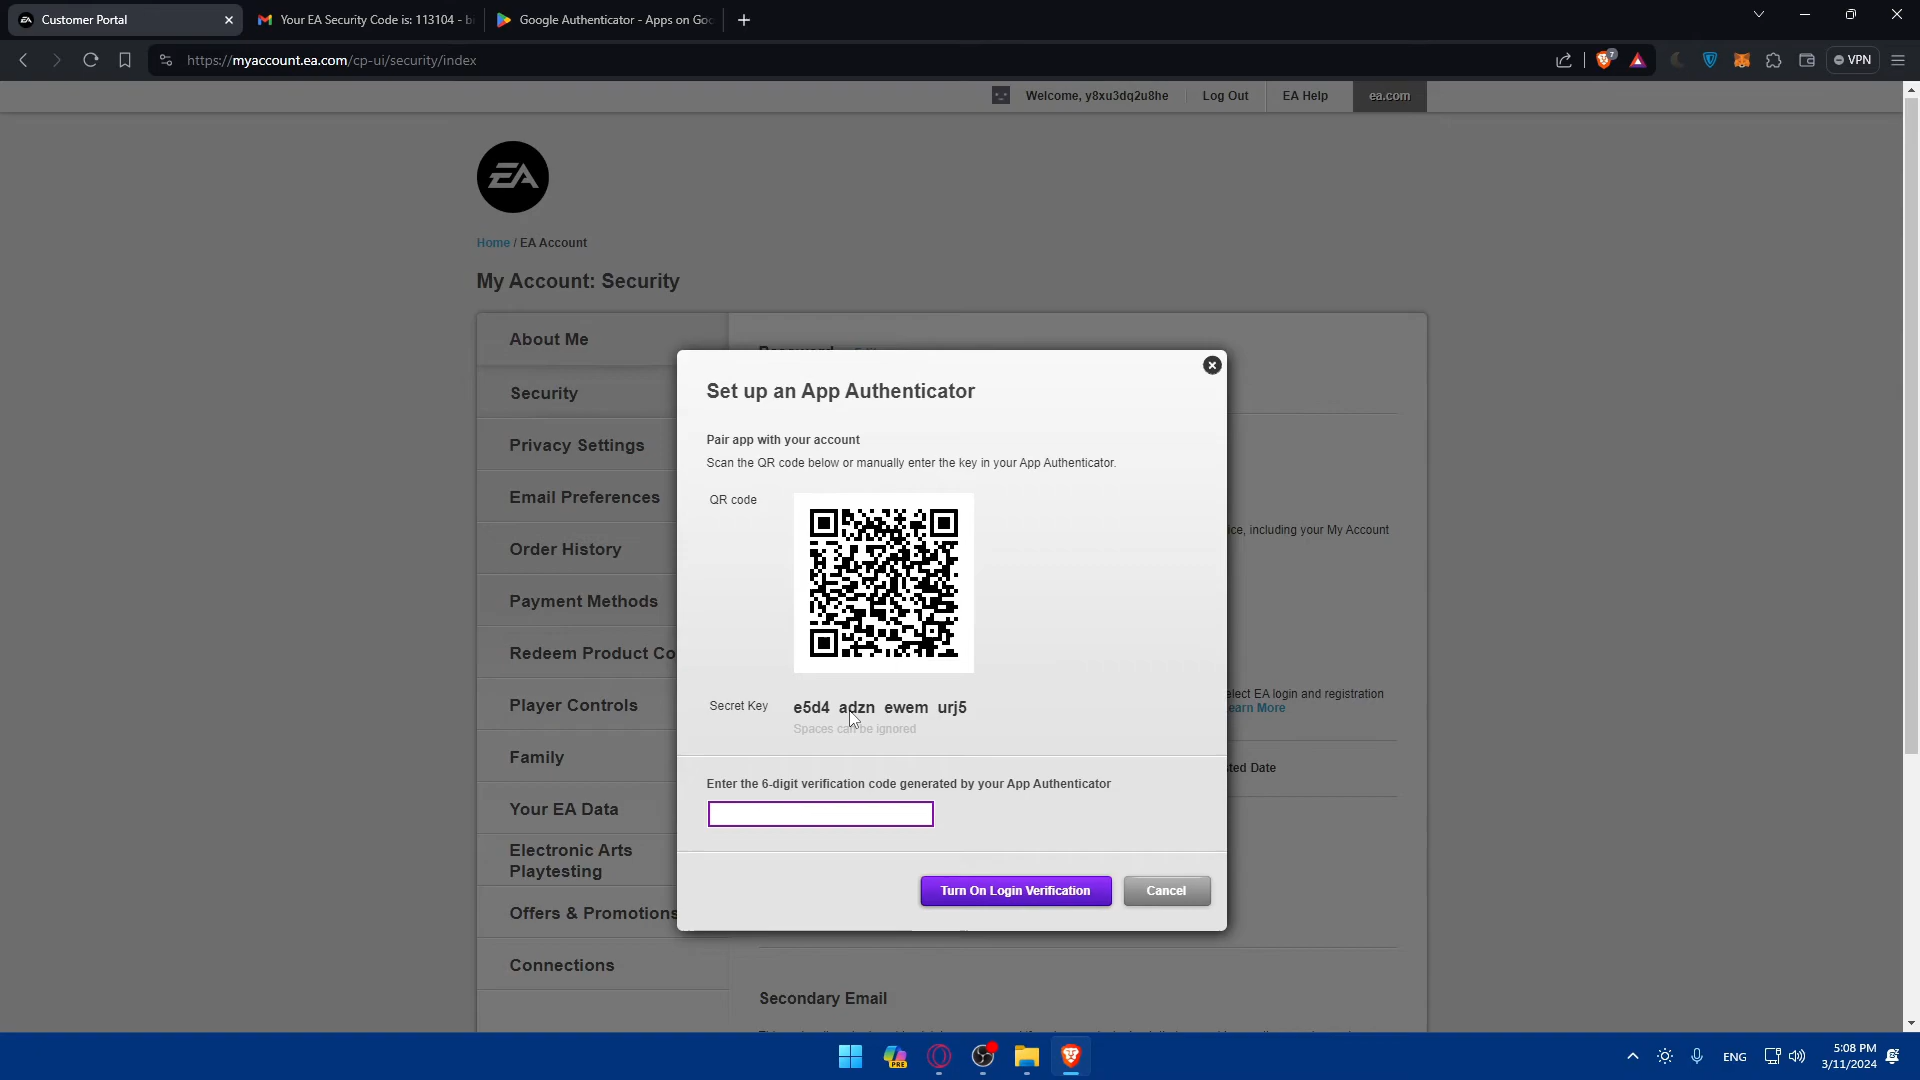 Customer Portal
Your EA Security Code is: 113104 - b
Google Authenticator - Apps on Goo
https://myaccount.ea.com/cp-ui/security/index
7
VPN
Welcome, y8xu3dq2u8he
Log Out
EA Help
ea.com
EA
Home / EA Account
My Account: Security
About Me
Security
Privacy Settings
Email Preferences
Order History
Payment Methods
Redeem Product Co
Player Controls
Family
Your EA Data
Electronic Arts
Playtesting
Offers & Promotions
Connections
Set up an App Authenticator
Pair app with your account
Scan the QR code below or manually enter the key in your App Authenticator.
QR code
Secret Key
e5d4 adzn ewem urj5
Spaces can be ignored
Enter the 6-digit verification code generated by your App Authenticator
Turn On Login Verification
Cancel
ice, including your My Account
elect EA login and registration
earn More
ted Date
Secondary Email
PRE
ENG
5:08 PM
3/11/2024